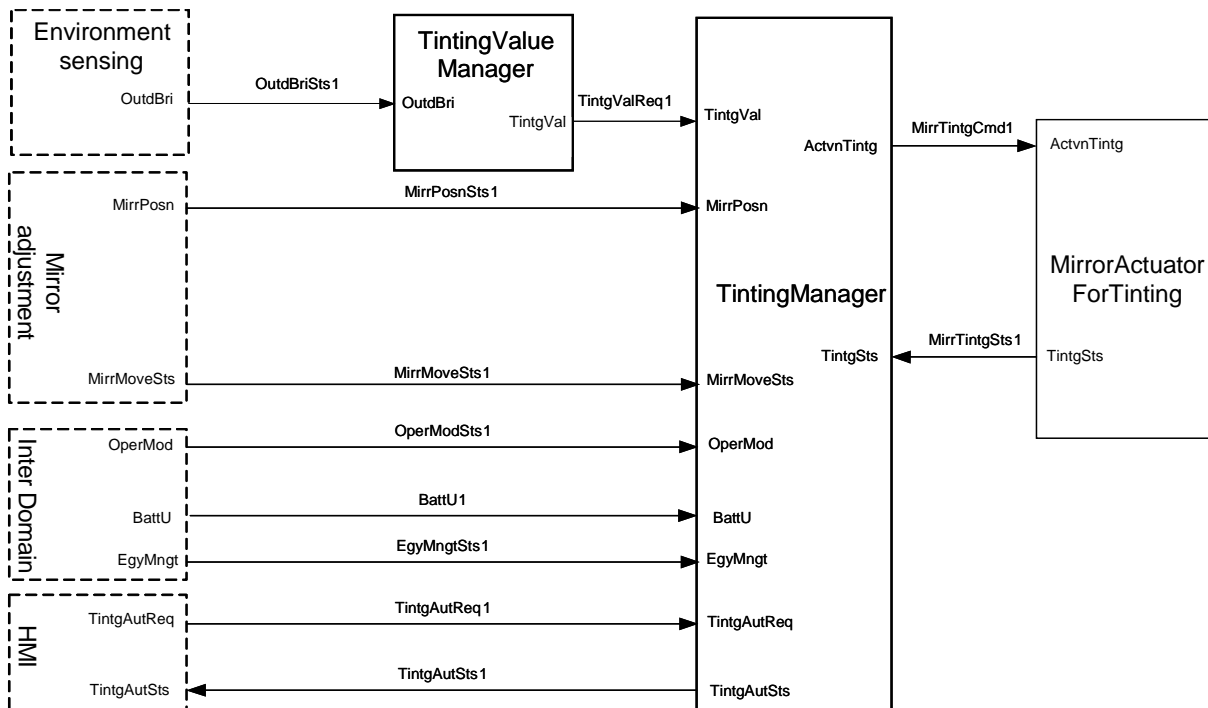 Environment
sensing
OutdBri
OutdBriSts1
TintingValue
Manager
OutdBri
TintgVal
TintgValReq1
TintgVal
ActvnTintg
MirrTintgCmd1
ActvnTintg
Mirror
adjustment
MirrPosn
MirrPosnSts1
MirrPosn
TintingManager
MirrorActuator
ForTinting
TintgSts
MirrTintgSts1
TintgSts
MirrMoveSts
MirrMoveSts1
MirrMoveSts
Inter Domain
OperMod
OperModSts1
OperMod
BattU
BattU1
BattU
EgyMngt
EgyMngtSts1
EgyMngt
HMI
TintgAutReq
TintgAutReq1
TintgAutReq
TintgAutSts
TintgAutSts1
TintgAutSts